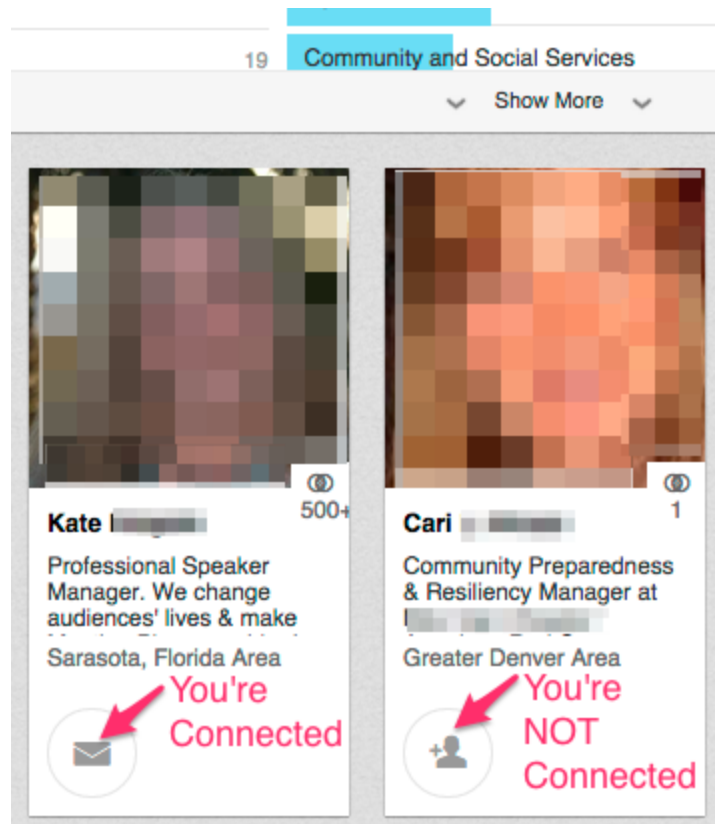 19 Community and Social Services
Show More
500+
Kate
Professional Speaker
Manager. We change
audiences' lives & make
Sarasota, Florida Area
You're
Connected
1
Cari
Community Preparedness
& Resiliency Manager at
Greater Denver Area
You're
NOT
Connected